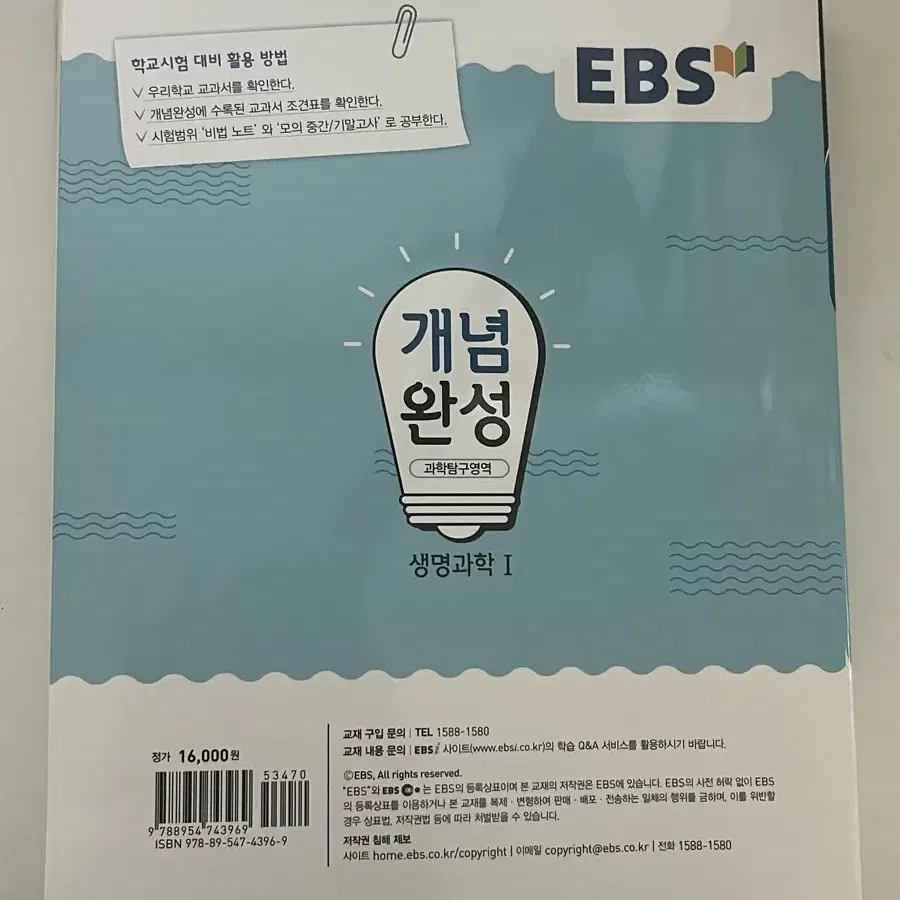 학교시험 대비 활용 방법
우리학교 교과서를 확인한다.
개념완성에 수록된 교과서 조견표를 확인한다.
시험범위 '비법 노트' 와 '모의 중간/기말고사' 로 공부한다.
EBS
개념
완성
과학탐구영역
생명과학 I
정가 16,000원
53470
9 788954 743969
ISBN 978-89-547-4396-9
교재 구입 문의 | TEL 1588-1580
교재 내용 문의 | EBSi 사이트(www.ebsi.co.kr)의 학습 Q&A 서비스를 활용하시기 바랍니다.
©EBS, All rights reserved.
"EBS"와 EBS ●는 EBS의 등록상표이며 본 교재의 저작권은 EBS에 있습니다. EBS의 사전 허락 없이 EBS
의 등록상표를 이용하거나 본 교재를 복제 · 변형하여 판매 · 배포 · 전송하는 일체의 행위를 금하며, 이를 위반할
경우 상표법, 저작권법 등에 따라 처벌받을 수 있습니다.
저작권 침해 제보
사이트 home.ebs.co.kr/copyright | 이메일 copyright@ebs.co.kr | 전화 1588-1580